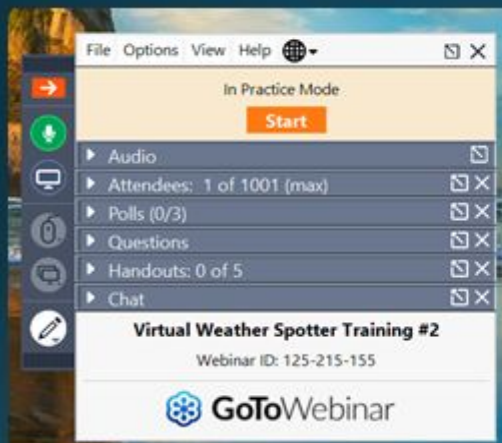 File Options View Help
In Practice Mode
Start
Audio
Attendees: 1 of 1001 (max)
Polls (0/3)
Questions
Handouts: 0 of 5
Chat
Virtual Weather Spotter Training #2
Webinar ID: 125-215-155
GoToWebinar